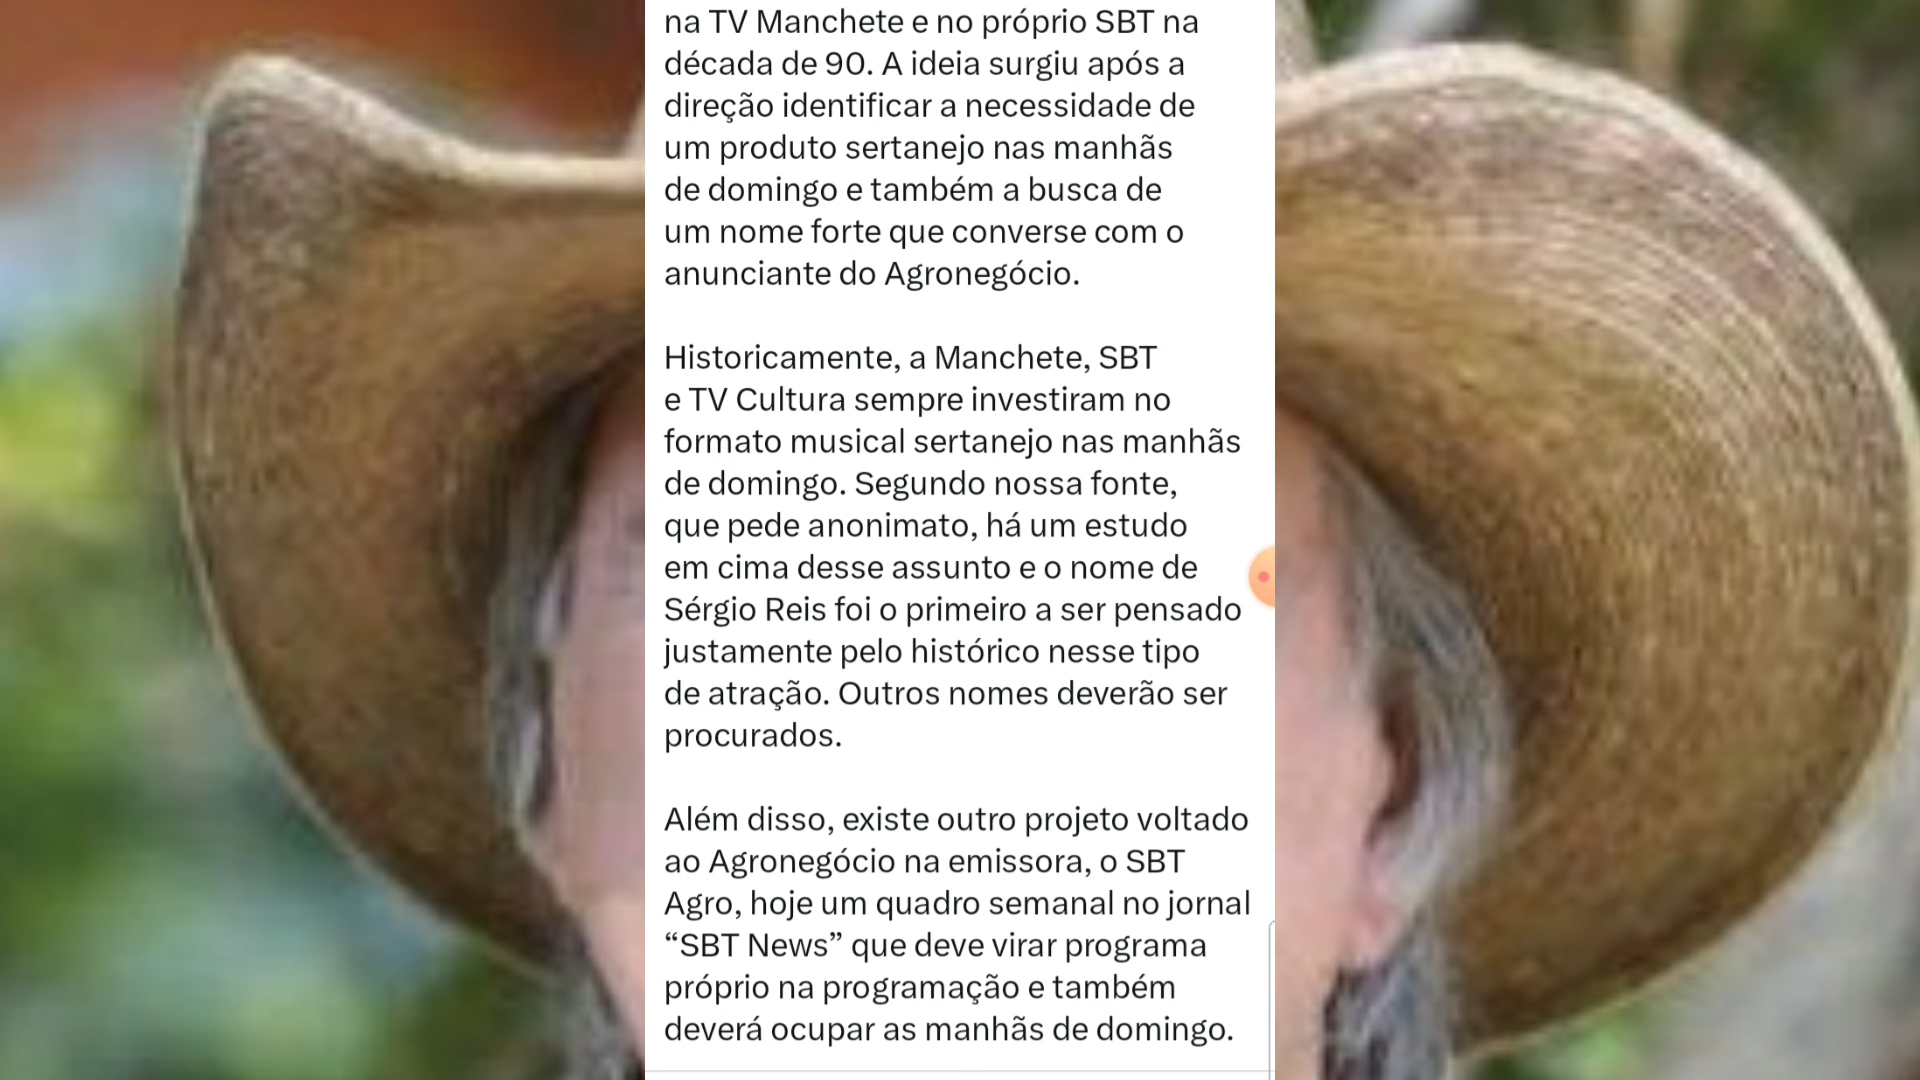 na TV Manchete e no próprio SBT na
década de 90. A ideia surgiu após a
direção identificar a necessidade de
um produto sertanejo nas manhãs
de domingo e também a busca de
um nome forte que converse com o
anunciante do Agronegócio.
Historicamente, a Manchete, SBT
e TV Cultura sempre investiram no
formato musical sertanejo nas manhãs
de domingo. Segundo nossa fonte,
que pede anonimato, há um estudo
em cima desse assunto e o nome de
Sérgio Reis foi o primeiro a ser pensado
justamente pelo histórico nesse tipo
de atração. Outros nomes deverão ser
procurados.
Além disso, existe outro projeto voltado
ao Agronegócio na emissora, o SBT
Agro, hoje um quadro semanal no jornal
“SBT News” que deve virar programa
próprio na programação e também
deverá ocupar as manhãs de domingo.